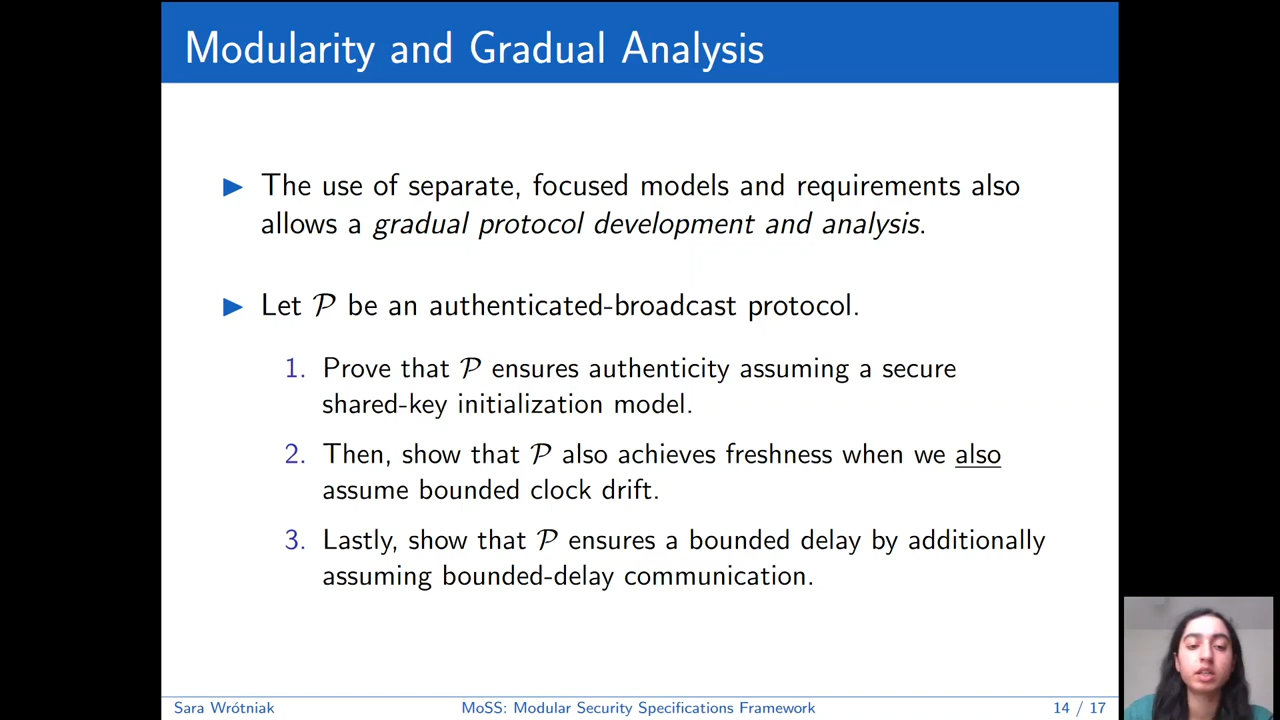 Modularity and Gradual Analysis
▶ The use of separate, focused models and requirements also
allows a gradual protocol development and analysis.
▶ Let 𝒫 be an authenticated-broadcast protocol.
1. Prove that 𝒫 ensures authenticity assuming a secure
shared-key initialization model.
2. Then, show that 𝒫 also achieves freshness when we also
assume bounded clock drift.
3. Lastly, show that 𝒫 ensures a bounded delay by additionally
assuming bounded-delay communication.
Sara Wrótniak MoSS: Modular Security Specifications Framework 14 / 17